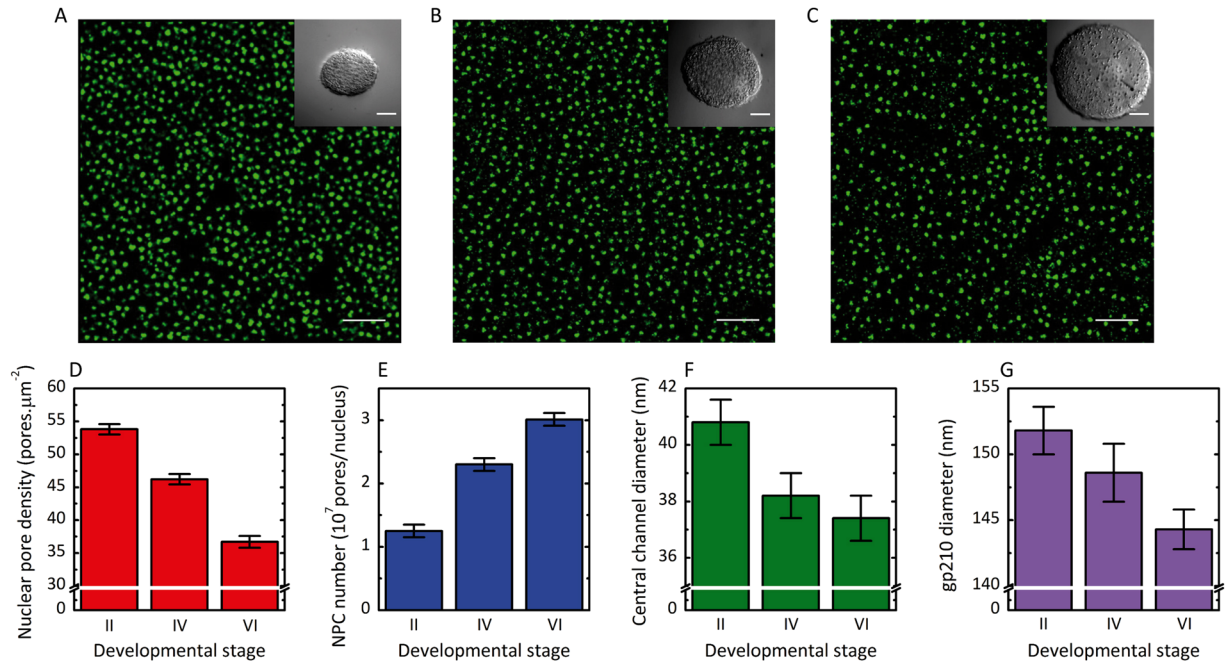 A
B
C
D
Nuclear pore density (pores.µm⁻²)
60
55
50
45
40
35
30
0
II
IV
VI
Developmental stage
E
NPC number (10⁷pores/nucleus)
3
2
1
0
II
IV
VI
Developmental stage
F
Central channel diameter (nm)
42
40
38
36
0
II
IV
VI
Developmental stage
G
gp210 diameter (nm)
155
150
145
140
0
II
IV
VI
Developmental stage